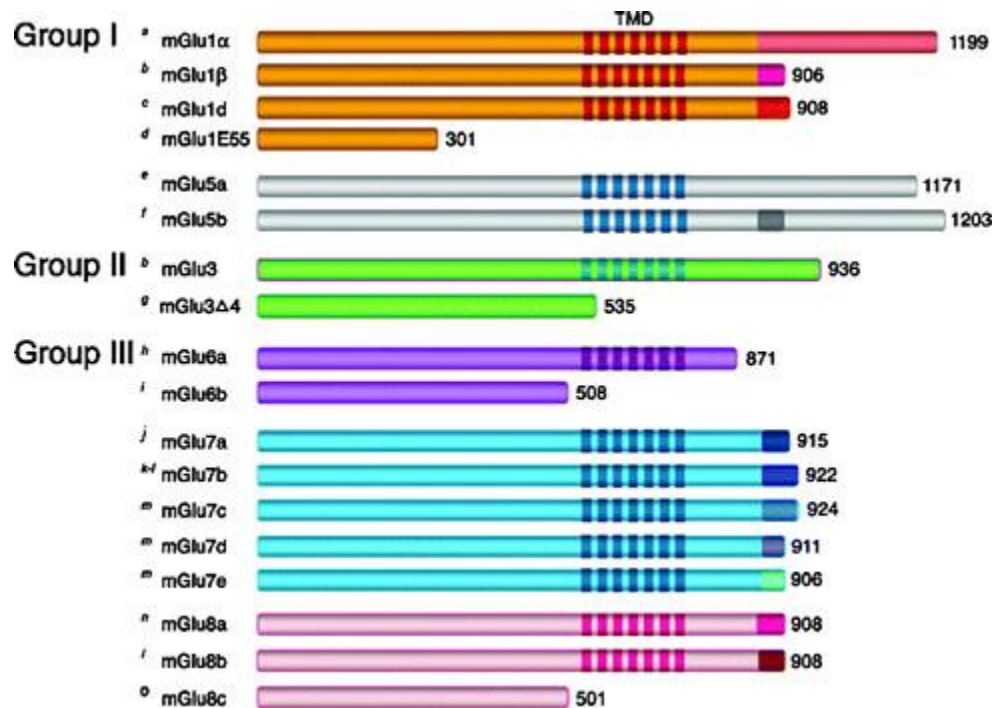 TMD
Group I a mGlu1α 1199
b mGlu1β 906
c mGlu1d 908
d mGlu1E55 301
e mGlu5a 1171
f mGlu5b 1203
Group II b mGlu3 936
g mGlu3Δ4 535
Group III h mGlu6a 871
i mGlu6b 508
j mGlu7a 915
k-l mGlu7b 922
m mGlu7c 924
m mGlu7d 911
m mGlu7e 906
n mGlu8a 908
mGlu8b 908
o mGlu8c 501